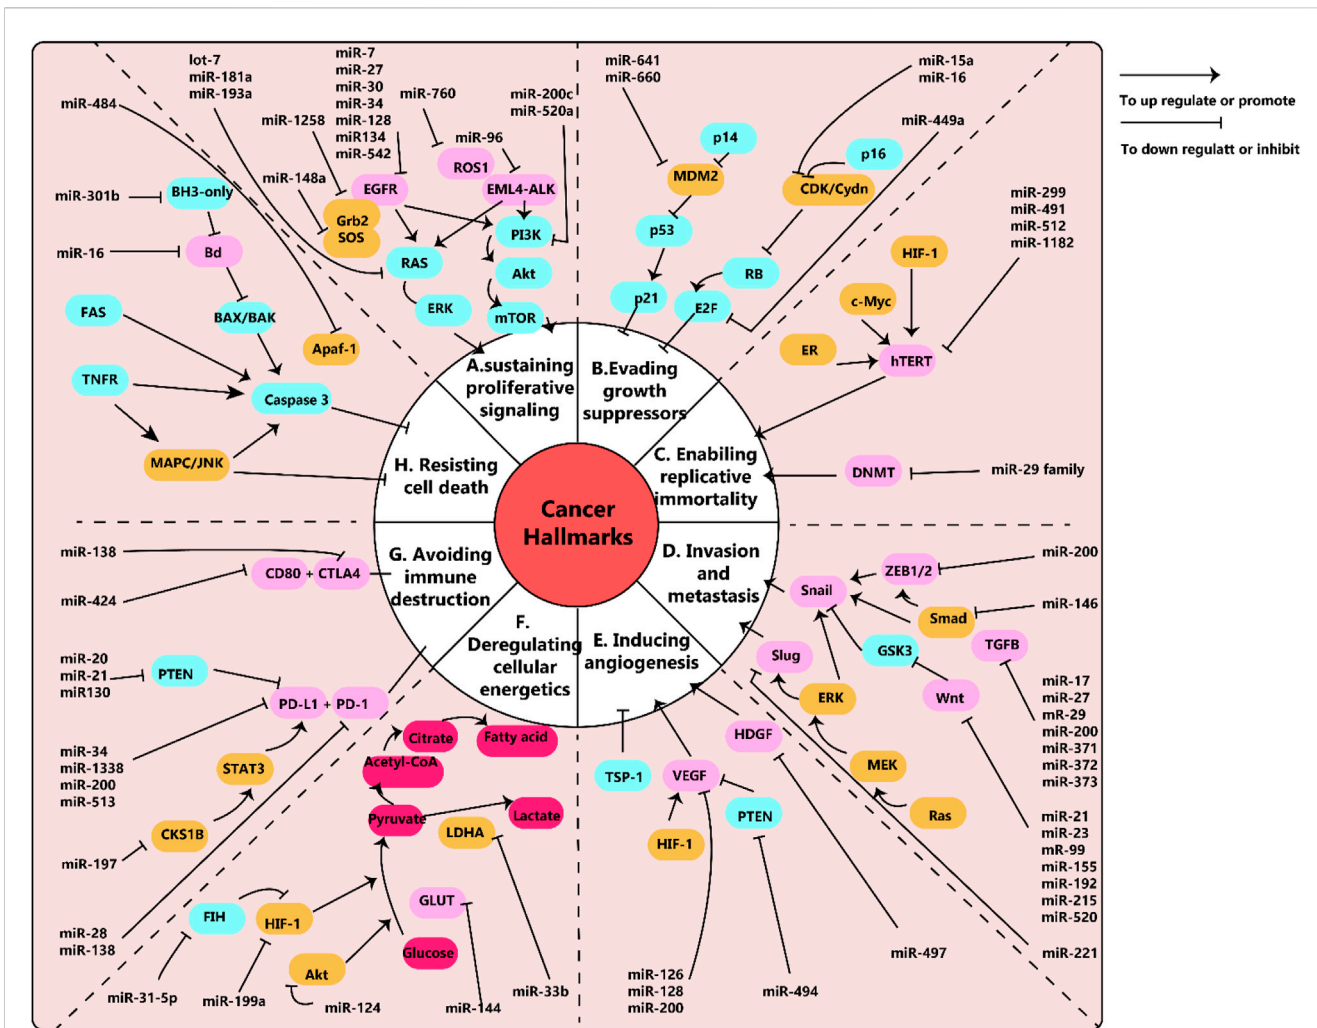 lot-7
miR-181a
miR-193a
miR-484
miR-1258
miR-148a
miR-7
miR-27
miR-30
miR-34
miR-128
miR134
miR-542
miR-760
miR-96
miR-200c
miR-520a
ROS1
EGFR
EML4-ALK
Grb2
SOS
PI3K
RAS
Akt
ERK
mTOR
miR-301b
BH3-only
miR-16
Bd
FAS
BAX/BAK
Apaf-1
TNFR
Caspase 3
MAPC/JNK
miR-641
miR-660
p14
MDM2
p53
p21
miR-15a
miR-16
miR-449a
p16
CDK/Cydn
RB
E2F
To up regulate or promote
To down regulatt or inhibit
miR-299
miR-491
miR-512
miR-1182
HIF-1
c-Myc
ER
hTERT
DNMT
miR-29 family
A.sustaining
proliferative
signaling
B.Evading
growth
suppressors
C. Enabiling
replicative
immortality
D. Invasion
and
metastasis
E. Inducing
angiogenesis
F.
Deregulating
cellular
energetics
G. Avoiding
immune
destruction
H. Resisting
cell death
Cancer
Hallmarks
miR-138
CD80 + CTLA4
miR-424
miR-20
miR-21
miR130
PTEN
PD-L1 + PD-1
miR-34
miR-1338
miR-200
miR-513
STAT3
CKS1B
miR-197
miR-28
miR-138
Citrate
Fatty acid
Acetyl-CoA
Pyruvate
Lactate
LDHA
GLUT
Glucose
FIH
HIF-1
Akt
miR-31-5p
miR-199a
miR-124
miR-144
miR-33b
TSP-1
VEGF
HDGF
PTEN
HIF-1
miR-126
miR-128
miR-200
miR-494
miR-497
miR-200
ZEB1/2
Snail
miR-146
Smad
GSK3
TGFB
Slug
ERK
Wnt
MEK
Ras
miR-17
miR-27
mR-29
miR-200
miR-371
miR-372
miR-373
miR-21
miR-23
mR-99
miR-155
miR-192
miR-215
miR-520
miR-221